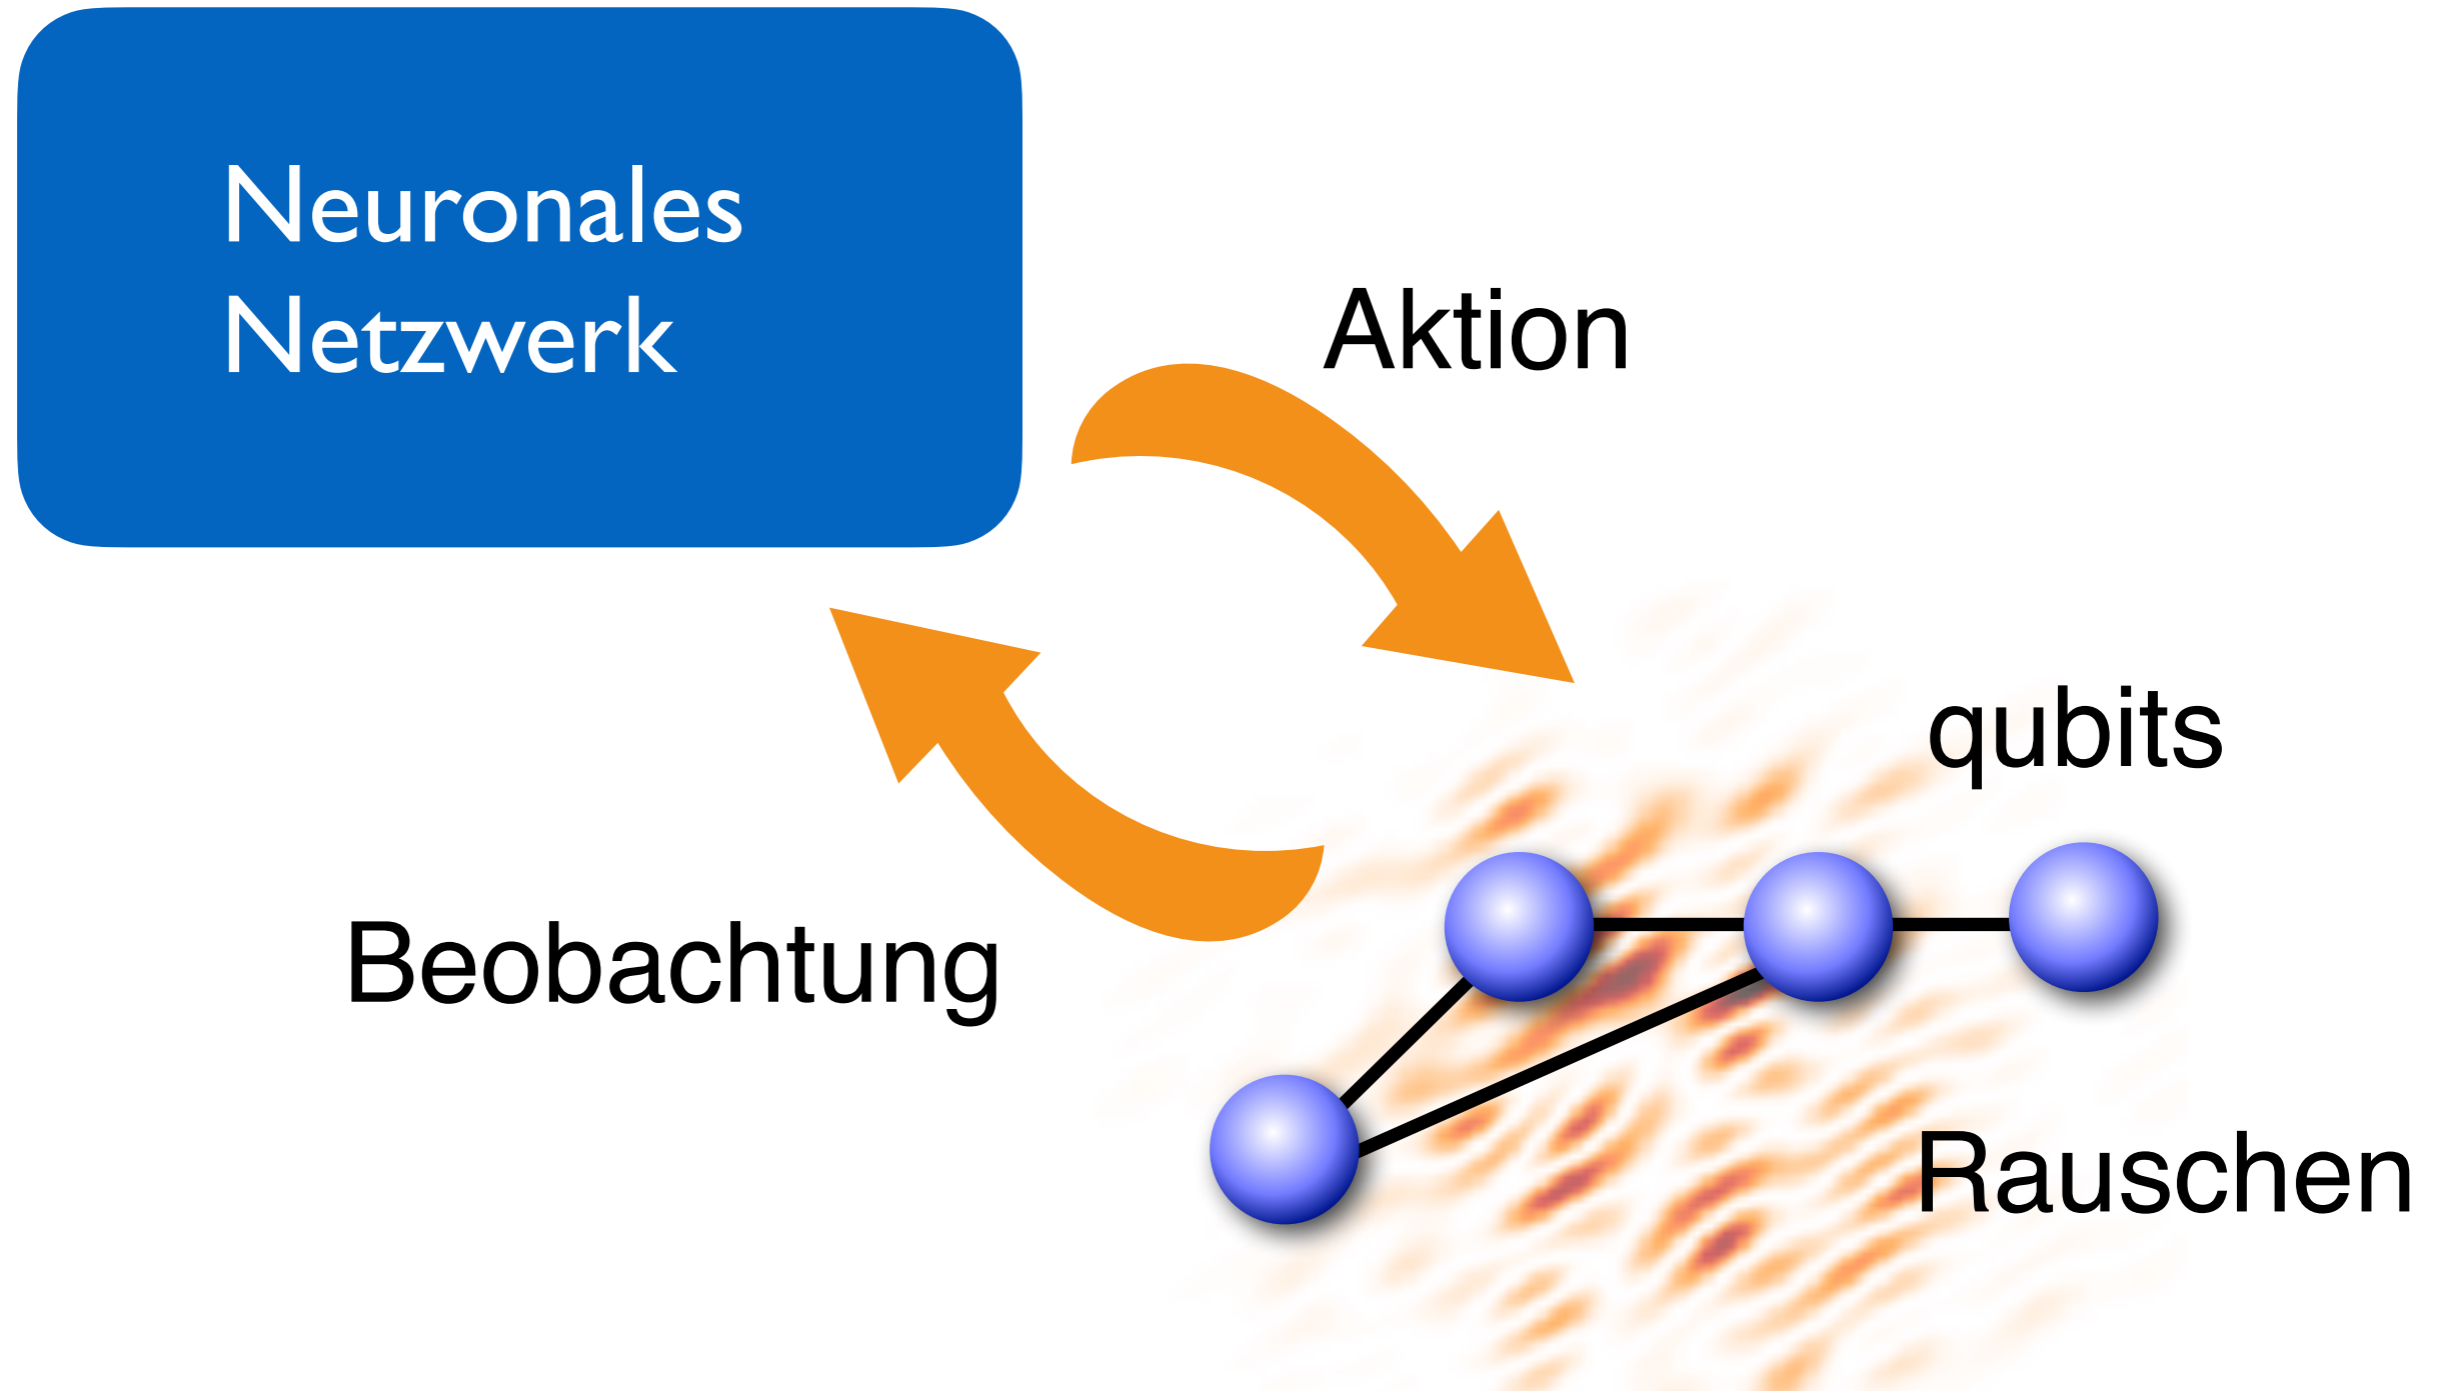 Neuronales
Netzwerk
Aktion
qubits
Beobachtung
Rauschen